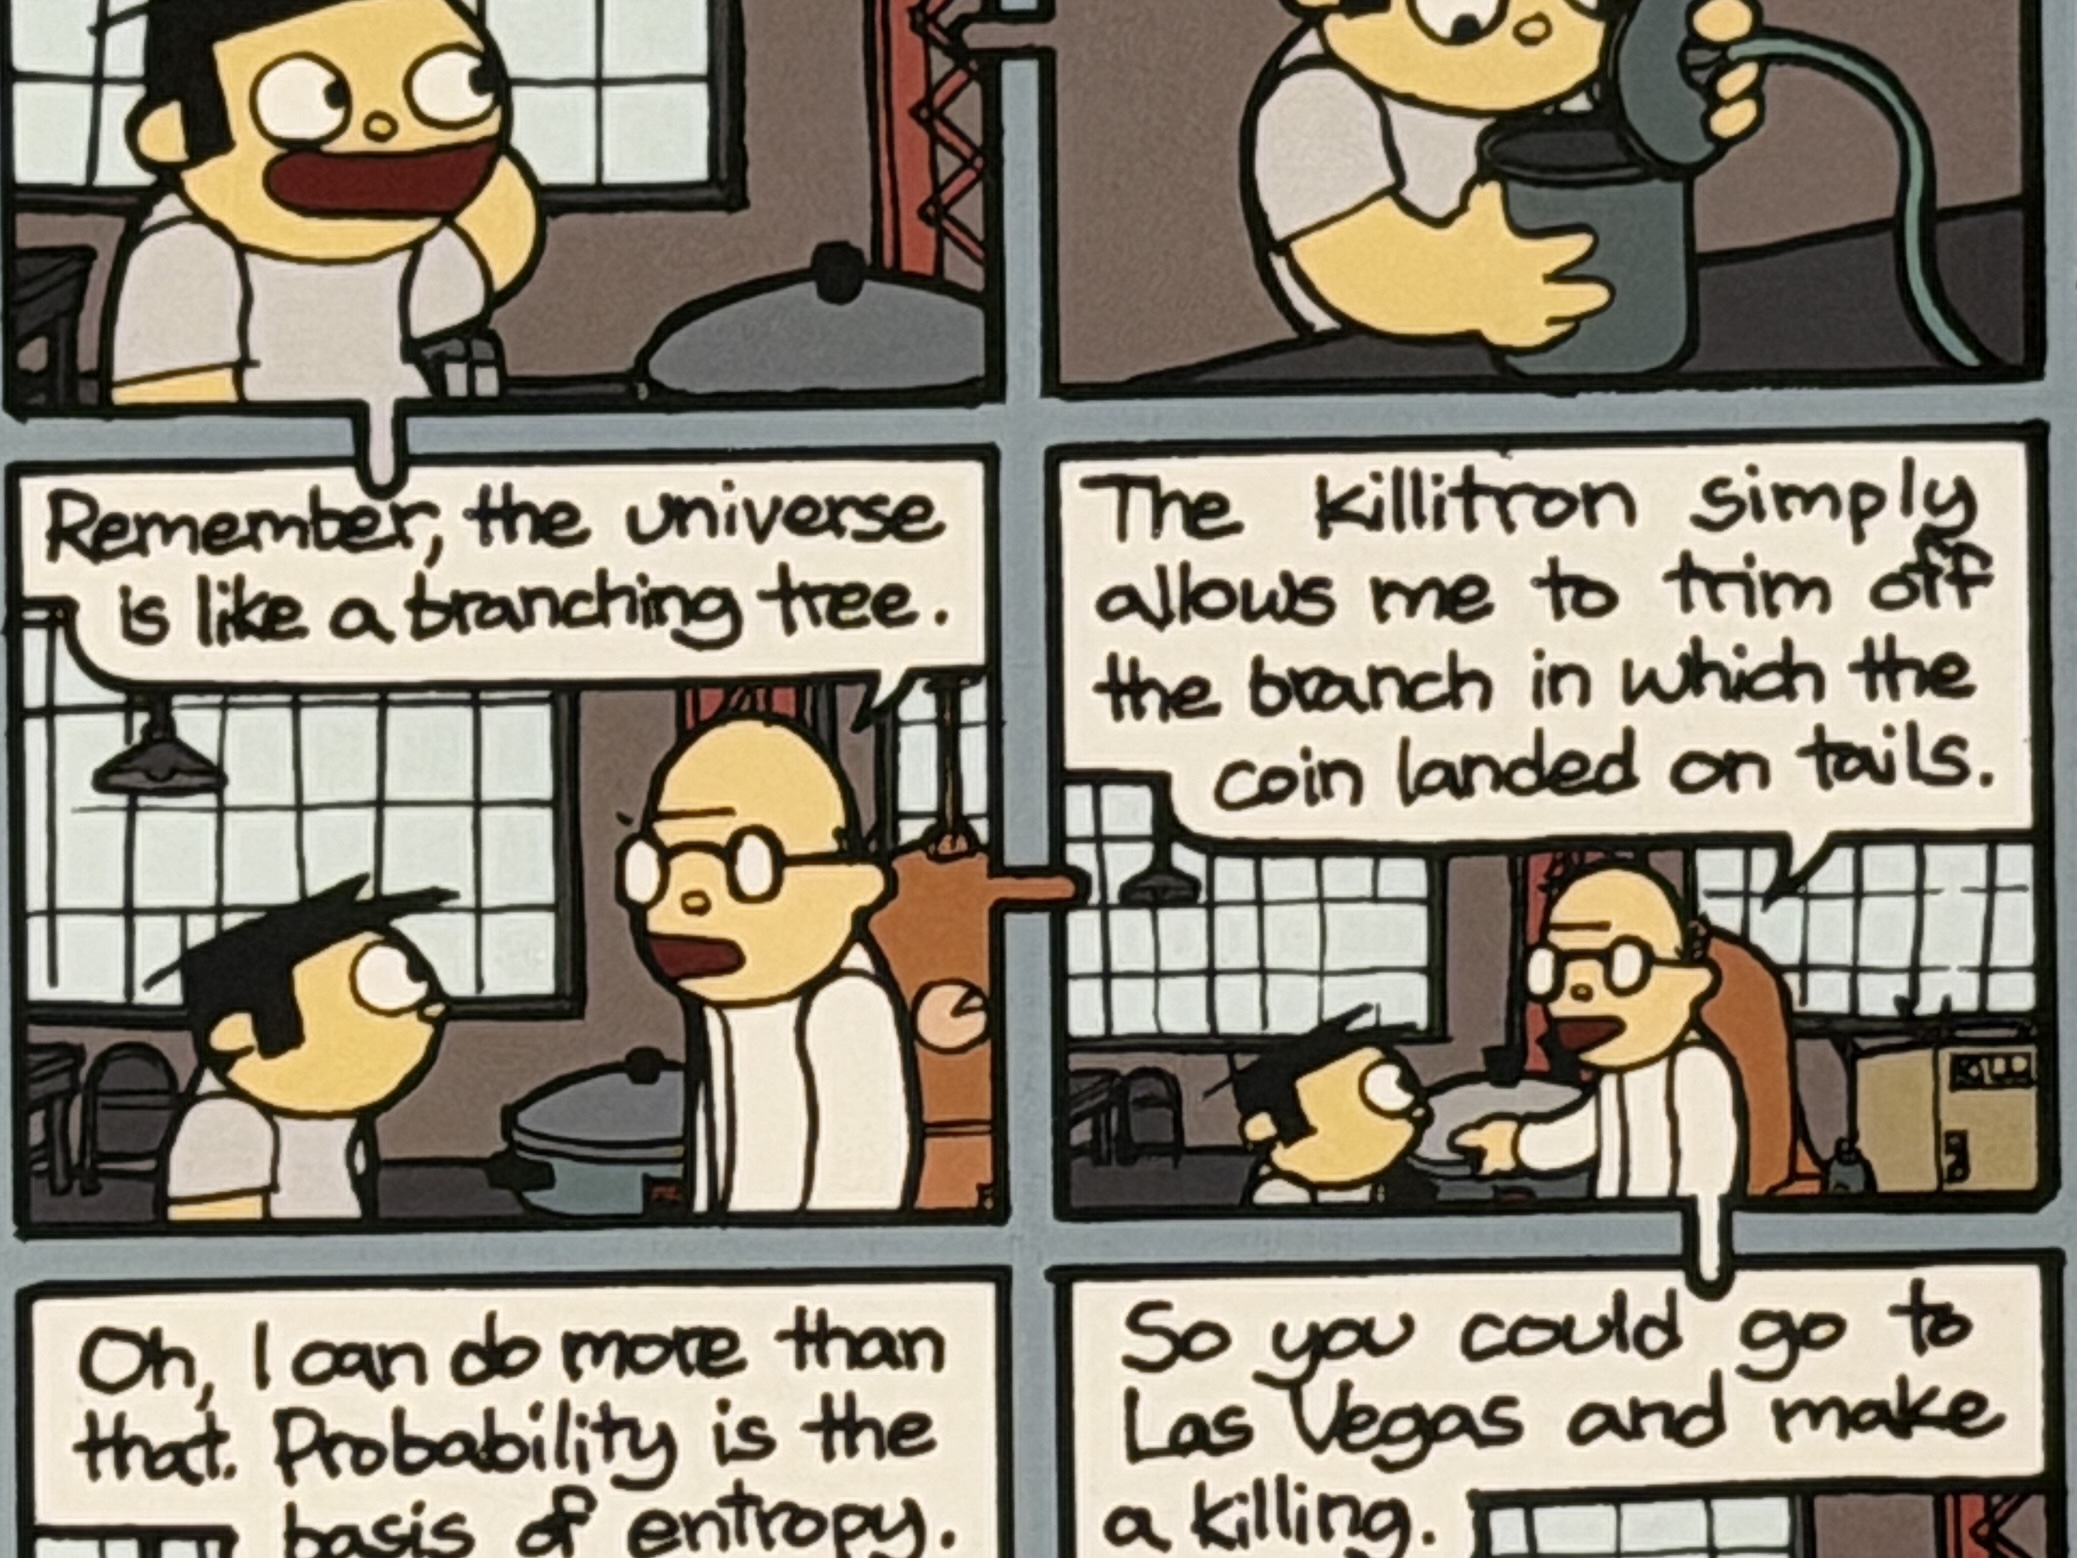 Remember, the universe
is like a branching tree.
The Killitron simply
allows me to trim off
the branch in which the
coin landed on tails.
Oh, I can do more than
that. Probability is the
basis of entropy.
So you could go to
Las Vegas and make
a killing.